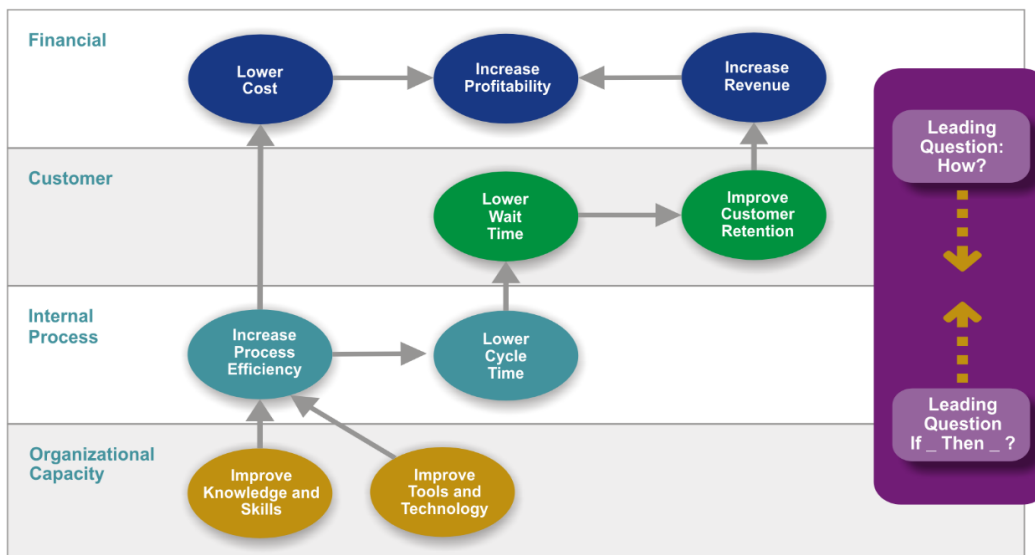 Financial
Lower
Cost
Increase
Profitability
Increase
Revenue
Leading
Question:
How?
Customer
Lower
Wait
Time
Improve
Customer
Retention
Internal
Process
Increase
Process
Efficiency
Lower
Cycle
Time
Leading
Question
If _ Then _ ?
Organizational
Capacity
Improve
Knowledge and
Skills
Improve
Tools and
Technology